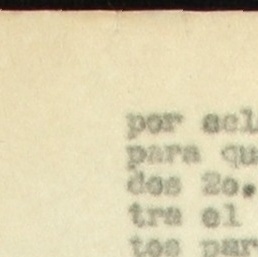 por acl
para qu
dos 2o.
tra el
tos par